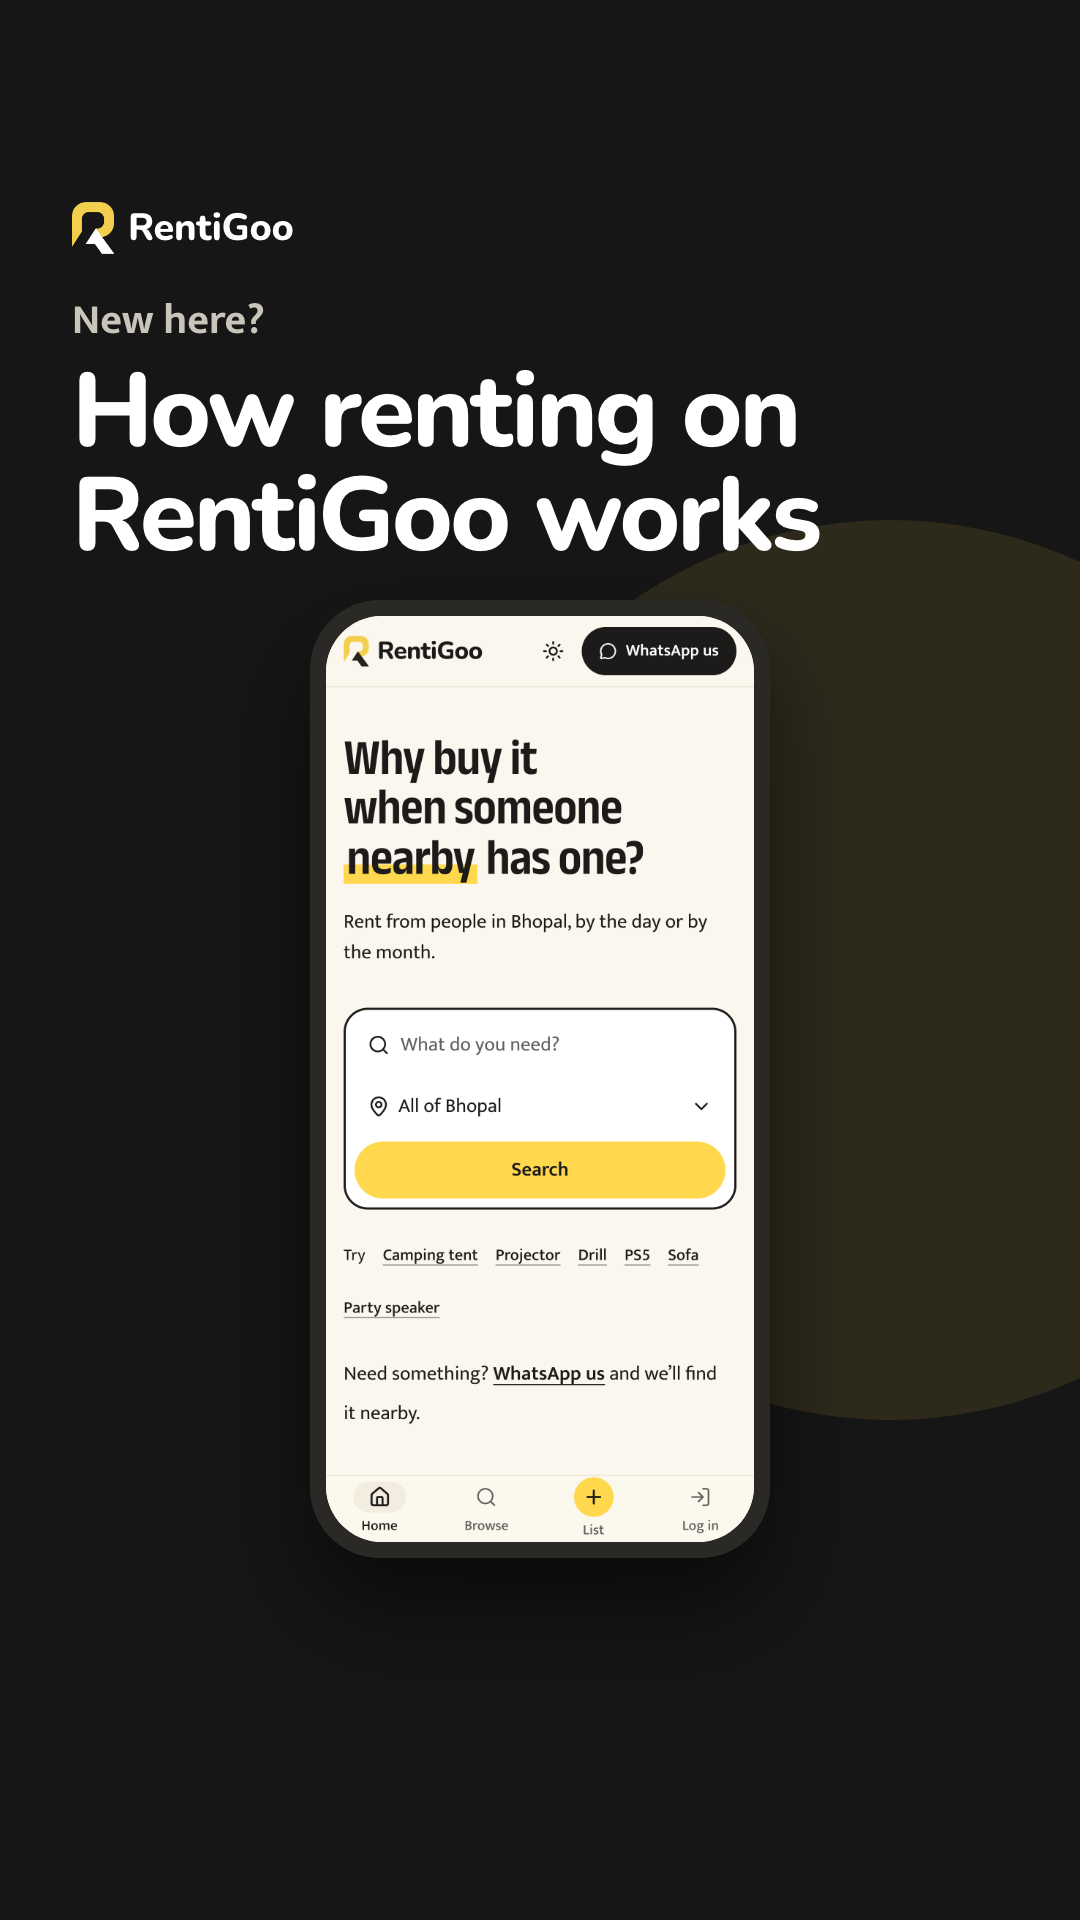 RentiGoo
New here?
How renting on
RentiGoo works
RentiGoo
WhatsApp us
Why buy it
when someone
nearby has one?
Rent from people in Bhopal, by the day or by
the month.
What do you need?
All of Bhopal
Search
Try Camping tent Projector Drill PS5 Sofa
Party speaker
Need something? WhatsApp us and we’ll find
it nearby.
Home Browse List Log in